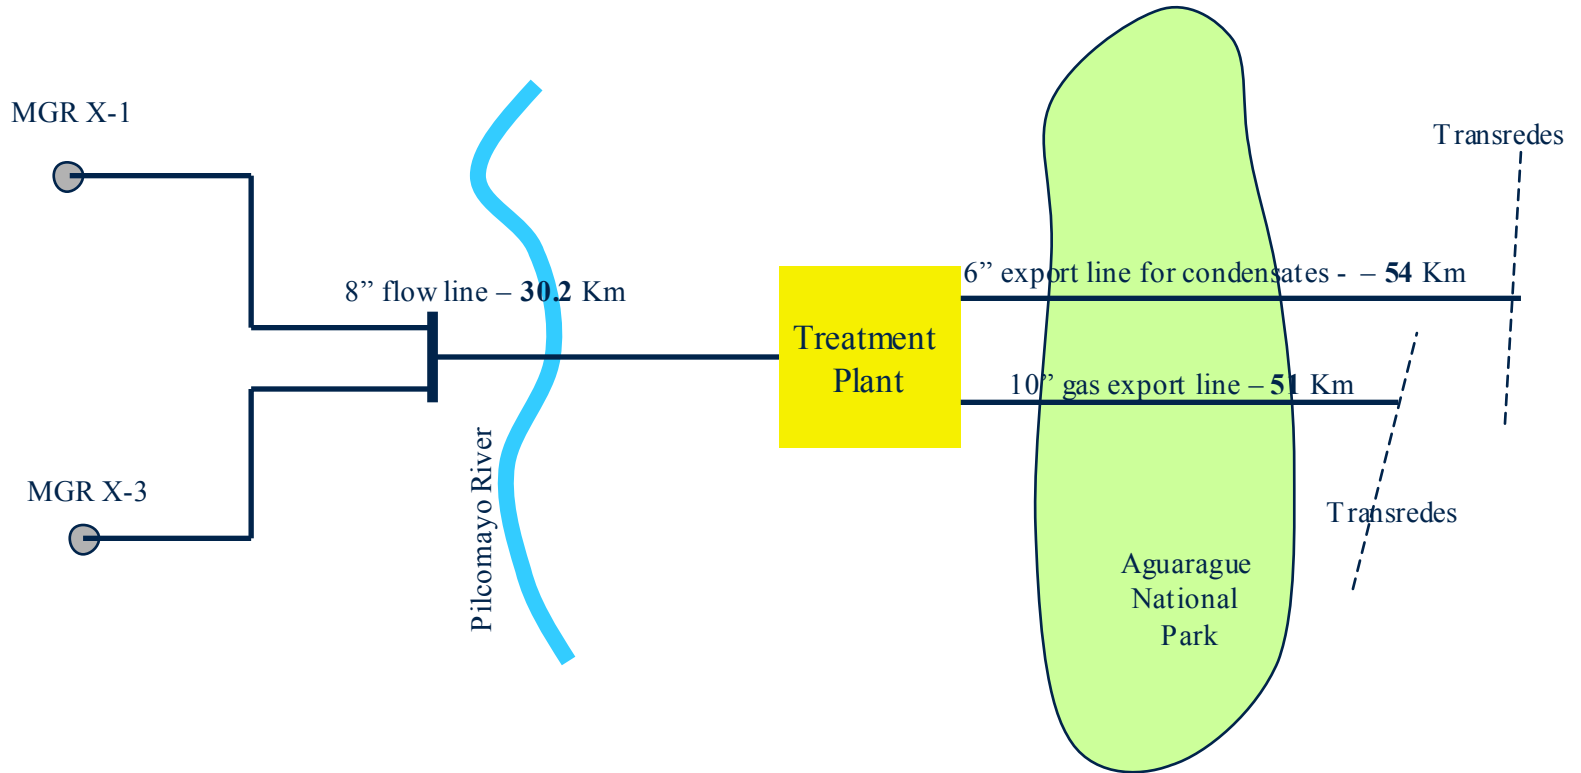 MGR X-1
Transredes
6” export line for condensates - – 54 Km
8” flow line – 30.2 Km
Treatment
Plant
10” gas export line – 51 Km
Pilcomayo River
MGR X-3
Transredes
Aguarague
National
Park